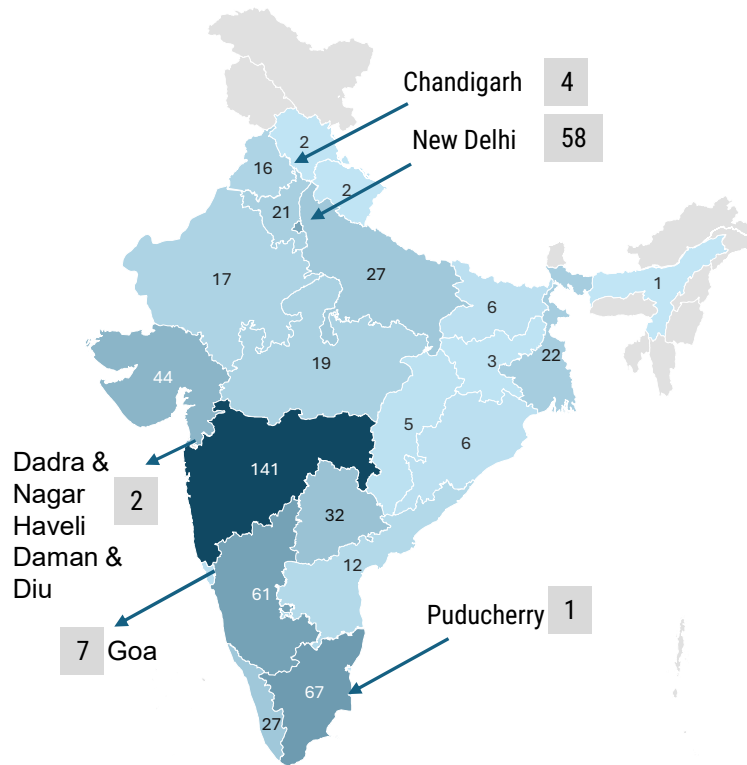 Chandigarh 4
New Delhi 58
2
16
2
21
17
27
1
6
44
19
3
22
5
6
141
Dadra &
Nagar 2
Haveli
Daman &
Diu
32
12
61
Puducherry 1
7 Goa
67
27